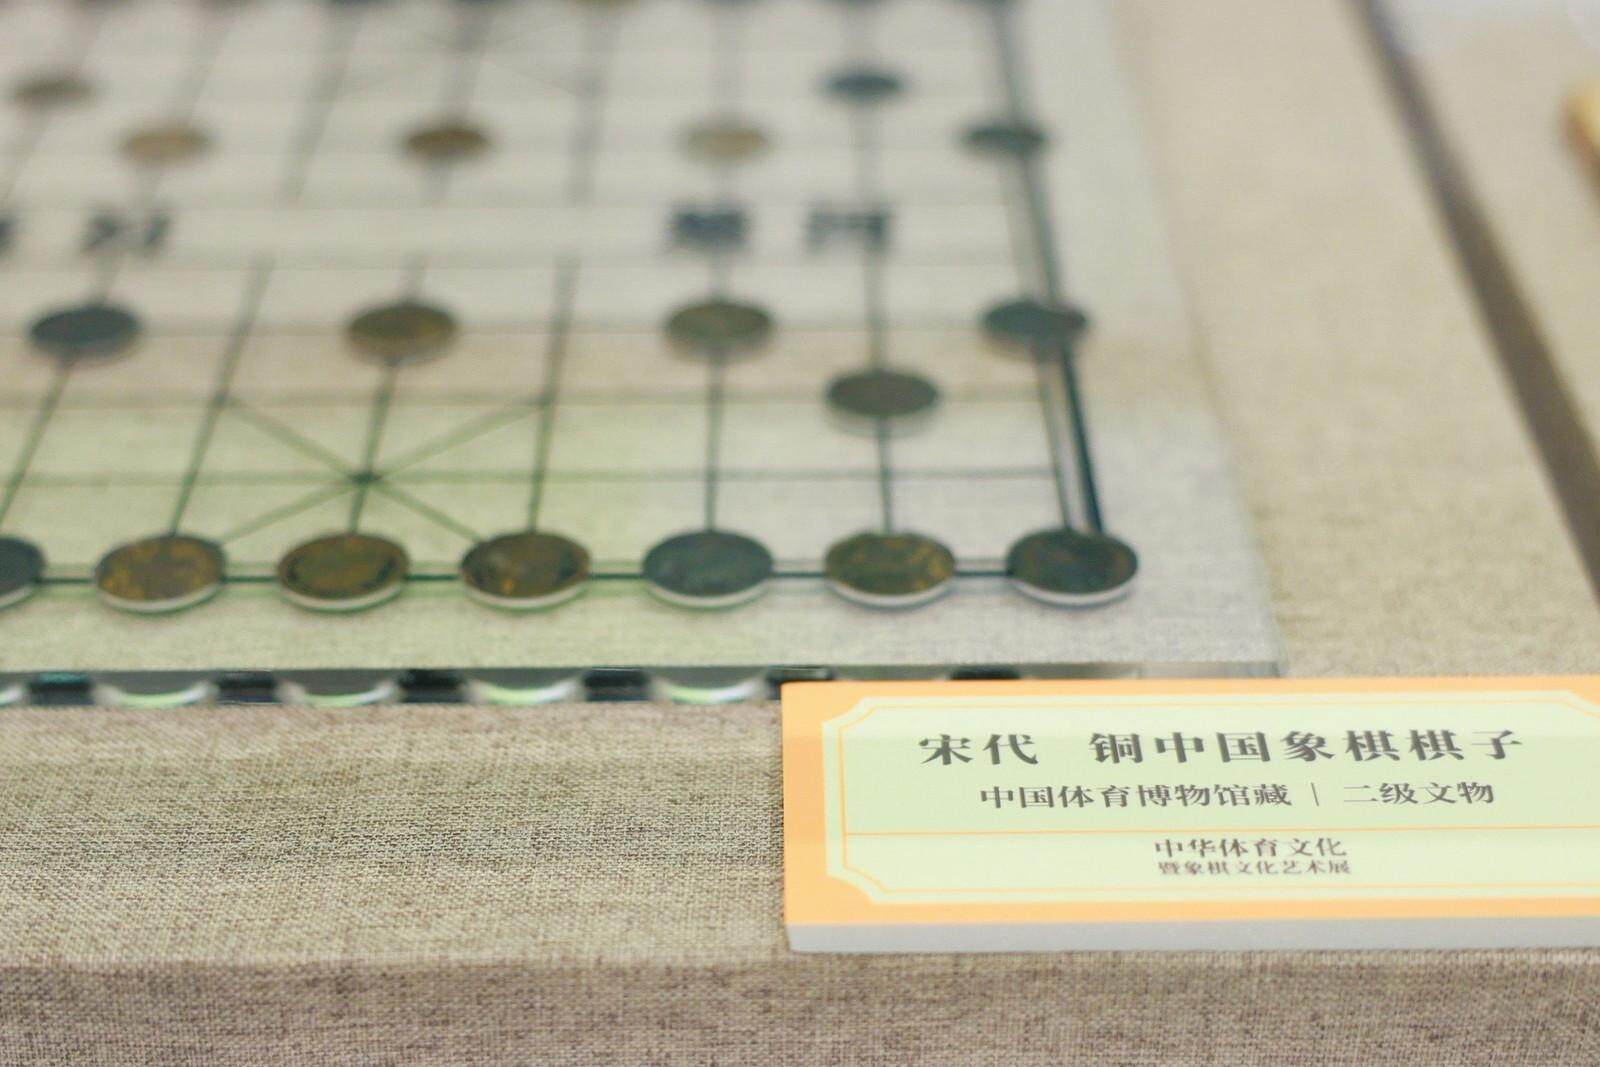 宋代 铜中国象棋棋子
中国体育博物馆藏 | 二级文物
中华体育文化
暨象棋文化艺术展